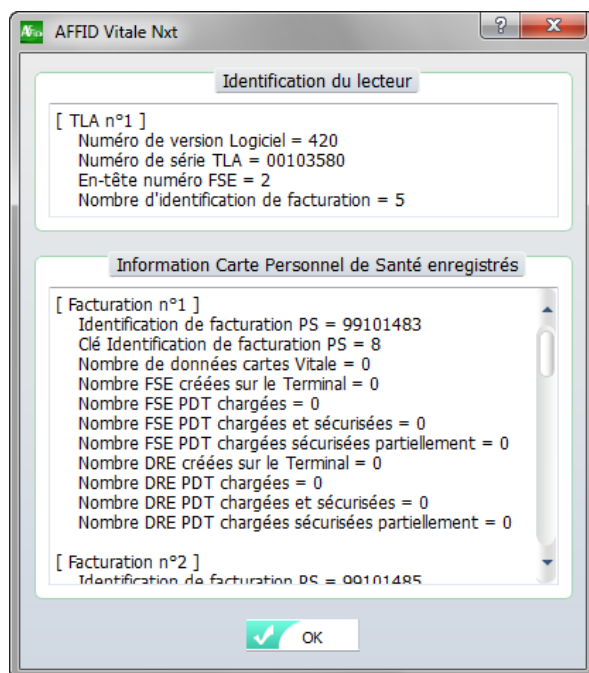 AFFID Vitale Nxt
Identification du lecteur
[ TLA n°1 ]
Numéro de version Logiciel = 420
Numéro de série TLA = 00103580
En-tête numéro FSE = 2
Nombre d'identification de facturation = 5
Information Carte Personnel de Santé enregistrés
[ Facturation n°1 ]
Identification de facturation PS = 99101483
Clé Identification de facturation PS = 8
Nombre de données cartes Vitale = 0
Nombre FSE créées sur le Terminal = 0
Nombre FSE PDT chargées = 0
Nombre FSE PDT chargées et sécurisées = 0
Nombre FSE PDT chargées sécurisées partiellement = 0
Nombre DRE créées sur le Terminal = 0
Nombre DRE PDT chargées = 0
Nombre DRE PDT chargées et sécurisées = 0
Nombre DRE PDT chargées sécurisées partiellement = 0
[ Facturation n°2 ]
Identification de facturation PS = 99101485
OK